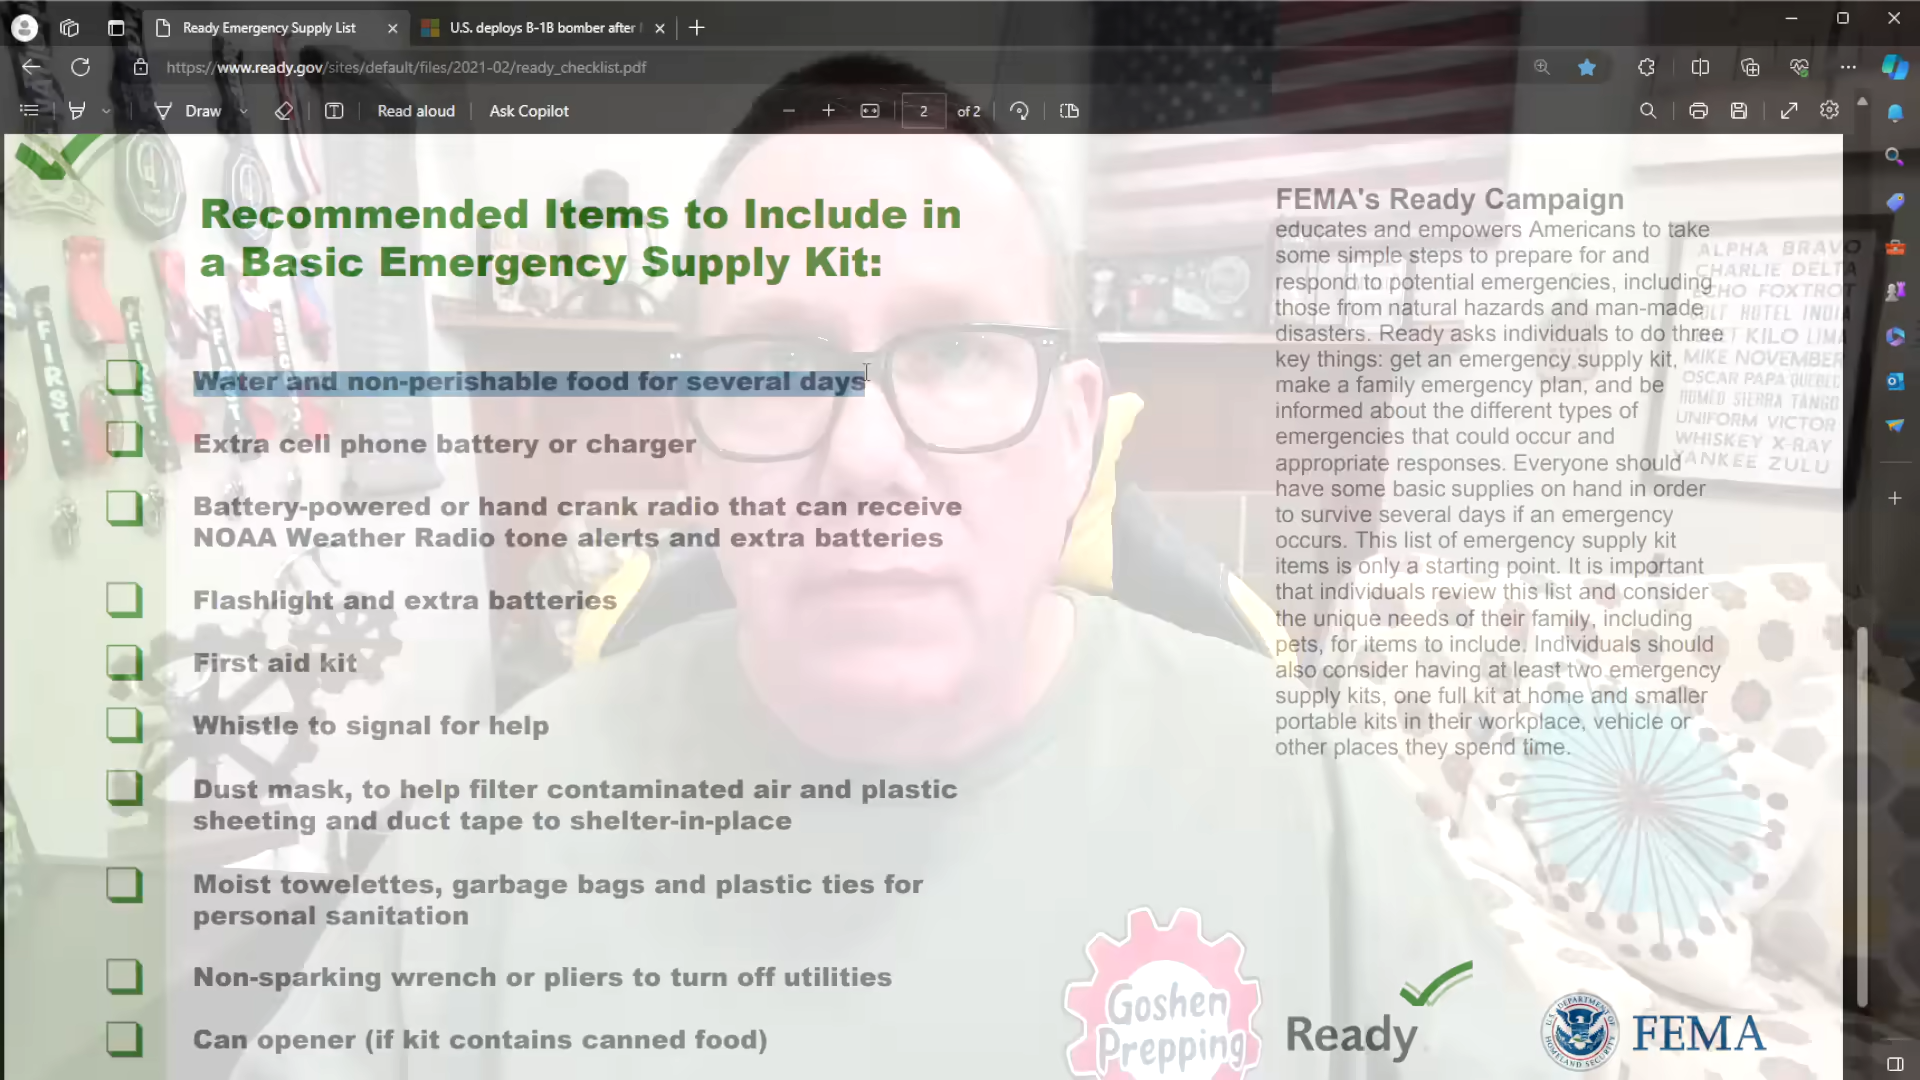 Ready Emergency Supply List
U.S. deploys B-1B bomber after
https://www.ready.gov/sites/default/files/2021-02/ready_checklist.pdf
Draw
Read aloud
Ask Copilot
2
of 2
Recommended Items to Include in
a Basic Emergency Supply Kit:
Water and non-perishable food for several days
Extra cell phone battery or charger
Battery-powered or hand crank radio that can receive
NOAA Weather Radio tone alerts and extra batteries
Flashlight and extra batteries
First aid kit
Whistle to signal for help
Dust mask, to help filter contaminated air and plastic
sheeting and duct tape to shelter-in-place
Moist towelettes, garbage bags and plastic ties for
personal sanitation
Non-sparking wrench or pliers to turn off utilities
Can opener (if kit contains canned food)
FEMA's Ready Campaign
educates and empowers Americans to take
some simple steps to prepare for and
respond to potential emergencies, including
those from natural hazards and man-made
disasters. Ready asks individuals to do three
key things: get an emergency supply kit,
make a family emergency plan, and be
informed about the different types of
emergencies that could occur and
appropriate responses. Everyone should
have some basic supplies on hand in order
to survive several days if an emergency
occurs. This list of emergency supply kit
items is only a starting point. It is important
that individuals review this list and consider
the unique needs of their family, including
pets, for items to include. Individuals should
also consider having at least two emergency
supply kits, one full kit at home and smaller
portable kits in their workplace, vehicle or
other places they spend time.
ALPHA BRAVO
CHARLIE DELTA
ECHO FOXTROT
HOTEL INDIA
KILO LIMA
MIKE NOVEMBER
OSCAR PAPA QUEBEC
ROMEO SIERRA TANGO
UNIFORM VICTOR
WHISKEY X-RAY
YANKEE ZULU
FIRST
FIRST
FIRST
Goshen
Prepping
Ready
FEMA